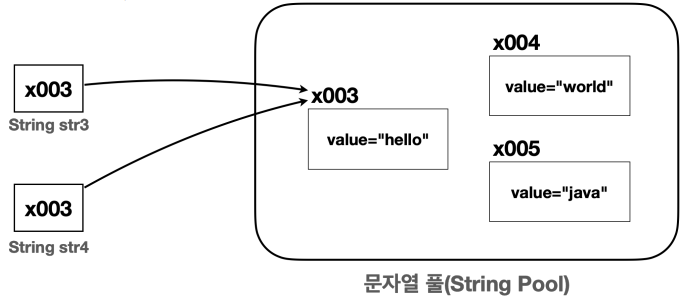 x003
String str3
x003
String str4
x003
value="hello"
x004
value="world"
x005
value="java"
문자열 풀(String Pool)